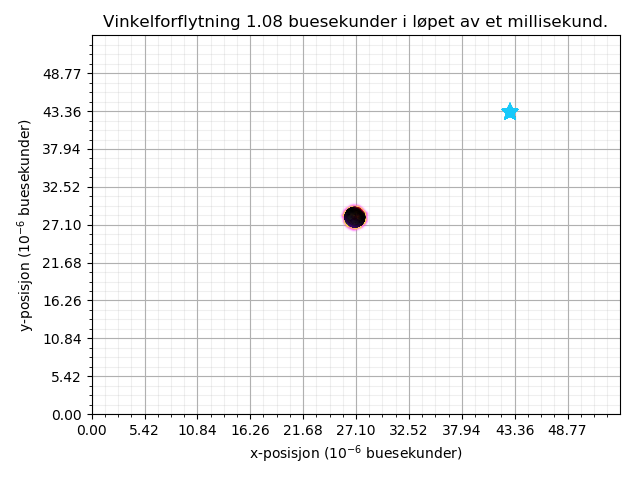 Vinkelforflytning 1.08 buesekunder i løpet av et millisekund.
48.77
43.36
37.94
32.52
27.10
21.68
16.26
10.84
5.42
0.00
y-posisjon (10⁻⁶ buesekunder)
0.00 5.42 10.84 16.26 21.68 27.10 32.52 37.94 43.36 48.77
x-posisjon (10⁻⁶ buesekunder)